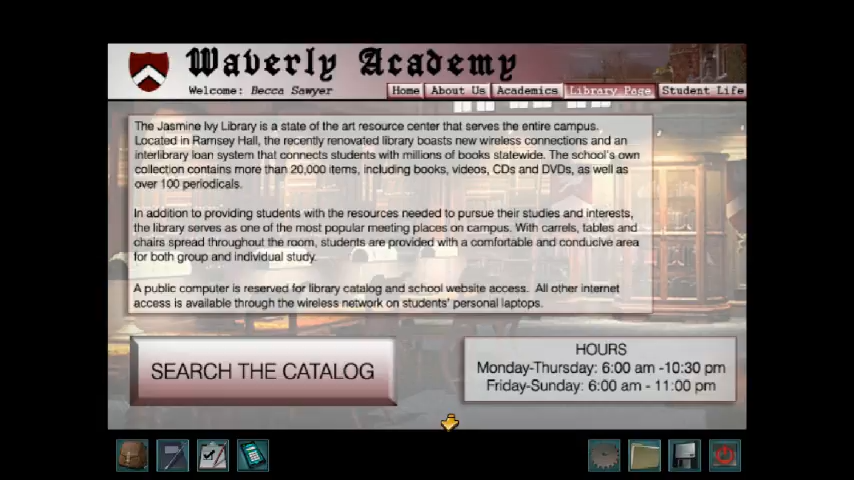 Waverly Academy
Welcome: Becca Sawyer
Home About Us Academics Library Page Student Life
The Jasmine Ivy Library is a state of the art resource center that serves the entire campus.
Located in Ramsey Hall, the recently renovated library boasts new wireless connections and an
interlibrary loan system that connects students with millions of books statewide. The school's own
collection contains more than 20,000 items, including books, videos, CDs and DVDs, as well as
over 100 periodicals.
In addition to providing students with the resources needed to pursue their studies and interests,
the library serves as one of the most popular meeting places on campus. With carrels, tables and
chairs spread throughout the room, students are provided with a comfortable and conducive area
for both group and individual study.
A public computer is reserved for library catalog and school website access. All other internet
access is available through the wireless network on students' personal laptops.
SEARCH THE CATALOG
HOURS
Monday-Thursday: 6:00 am -10:30 pm
Friday-Sunday: 6:00 am - 11:00 pm